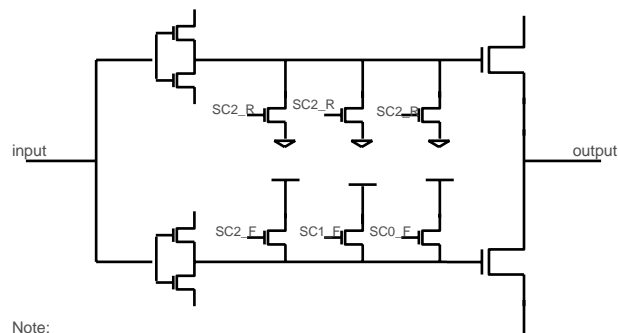 SC2_R SC2_R SC2_R
input output
SC2_F SC1_F SC0_F
Note: